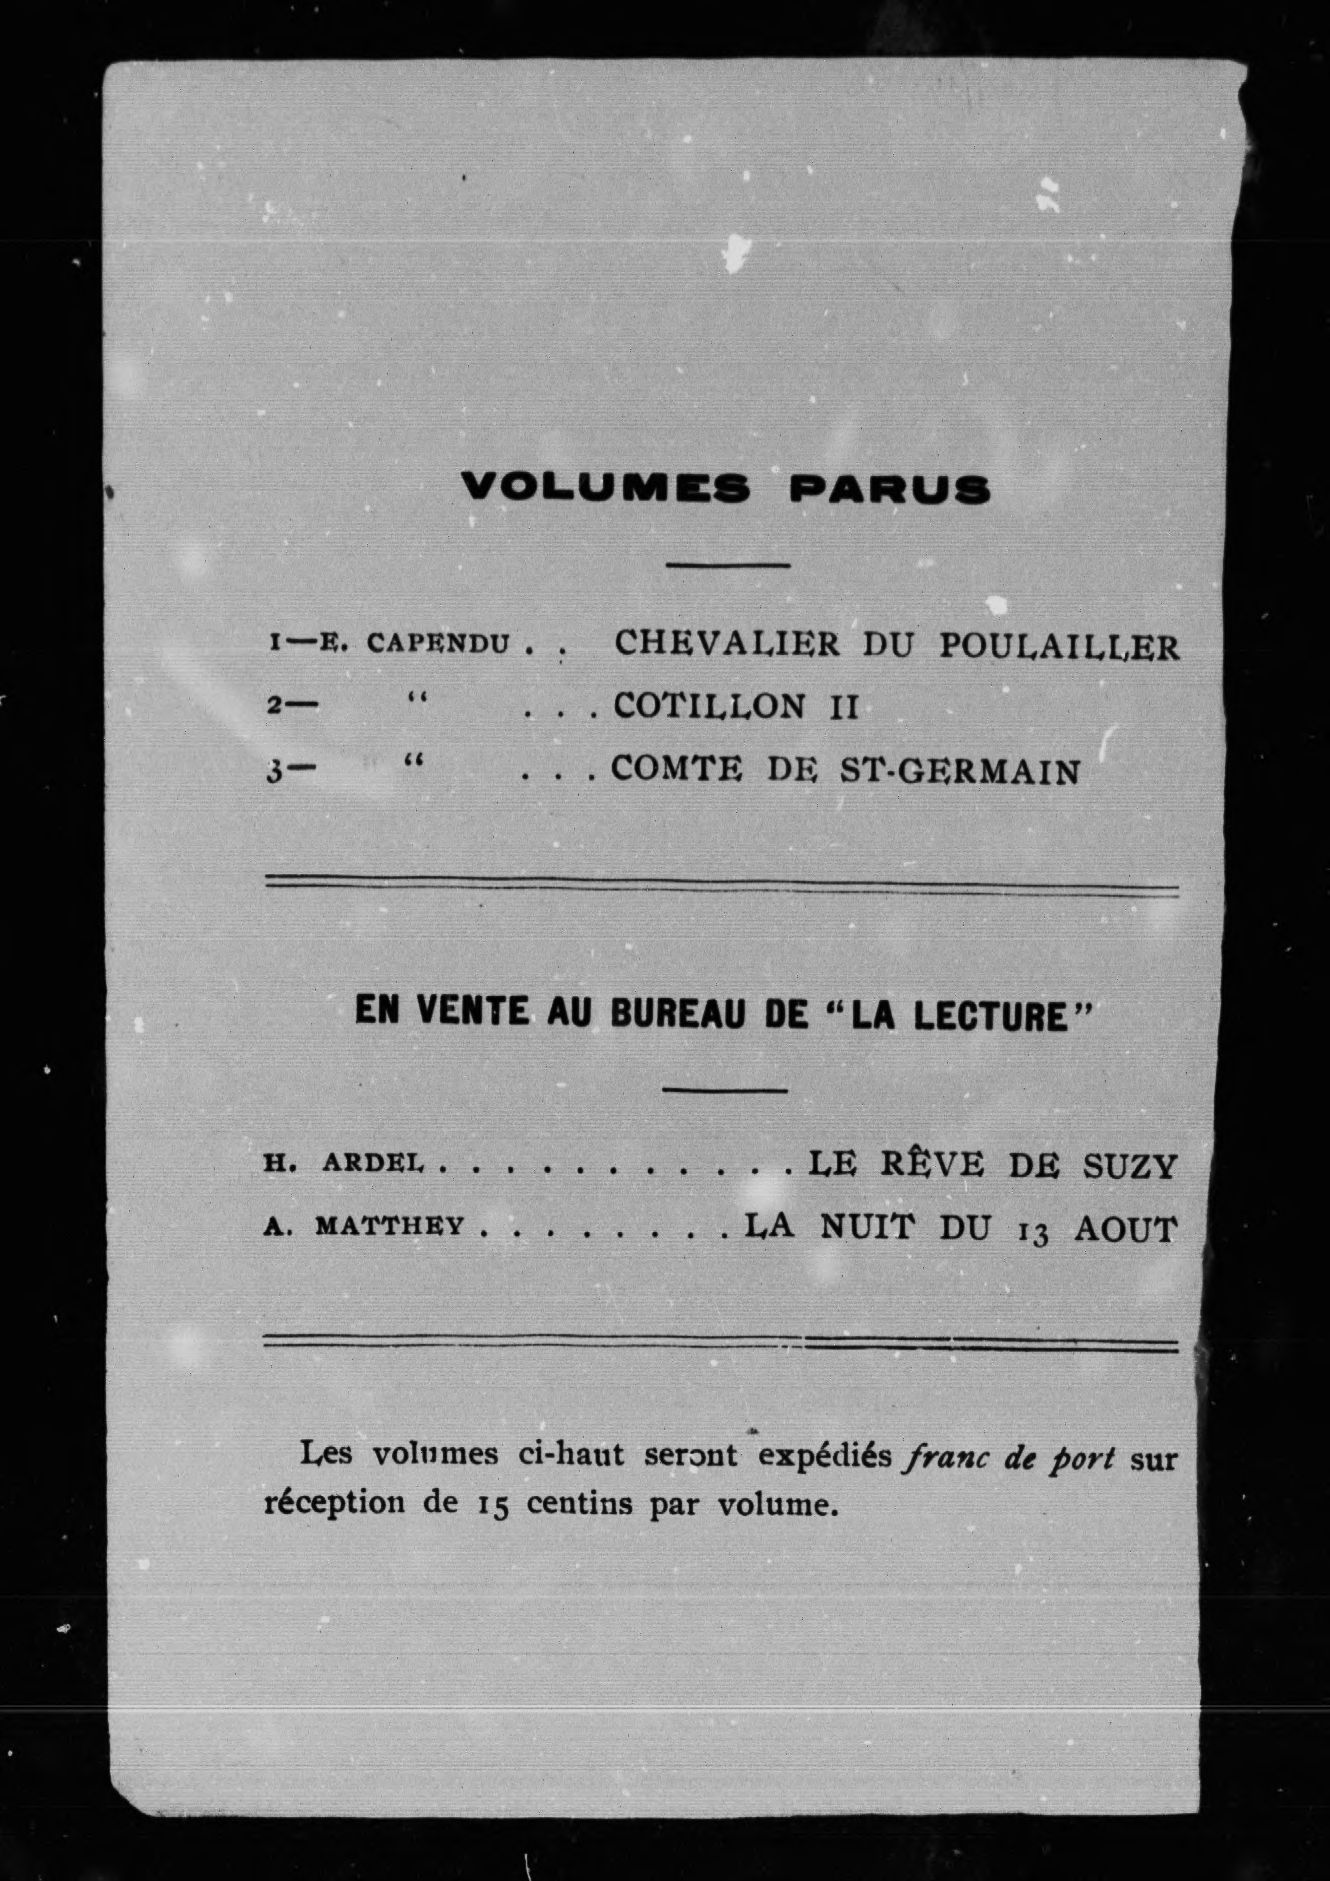 VOLUMES PARUS
1—E. CAPENDU . . CHEVALIER DU POULAILLER
2— “ . . . COTILLON II
3— “ . . . COMTE DE ST-GERMAIN
EN VENTE AU BUREAU DE “LA LECTURE”
H. ARDEL . . . . . . . . . . . LE RÊVE DE SUZY
A. MATTHEY . . . . . . . . LA NUIT DU 13 AOUT
Les volumes ci-haut seront expédiés franc de port sur
réception de 15 centins par volume.